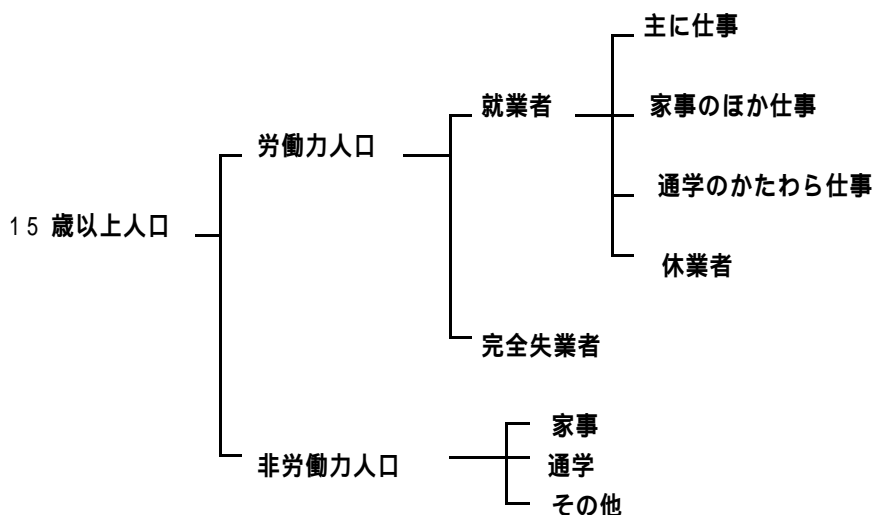 主に仕事
就業者
家事のほか仕事
労働力人口
通学のかたわら仕事
15 歳以上人口
休業者
完全失業者
家事
非労働力人口
通学
その他